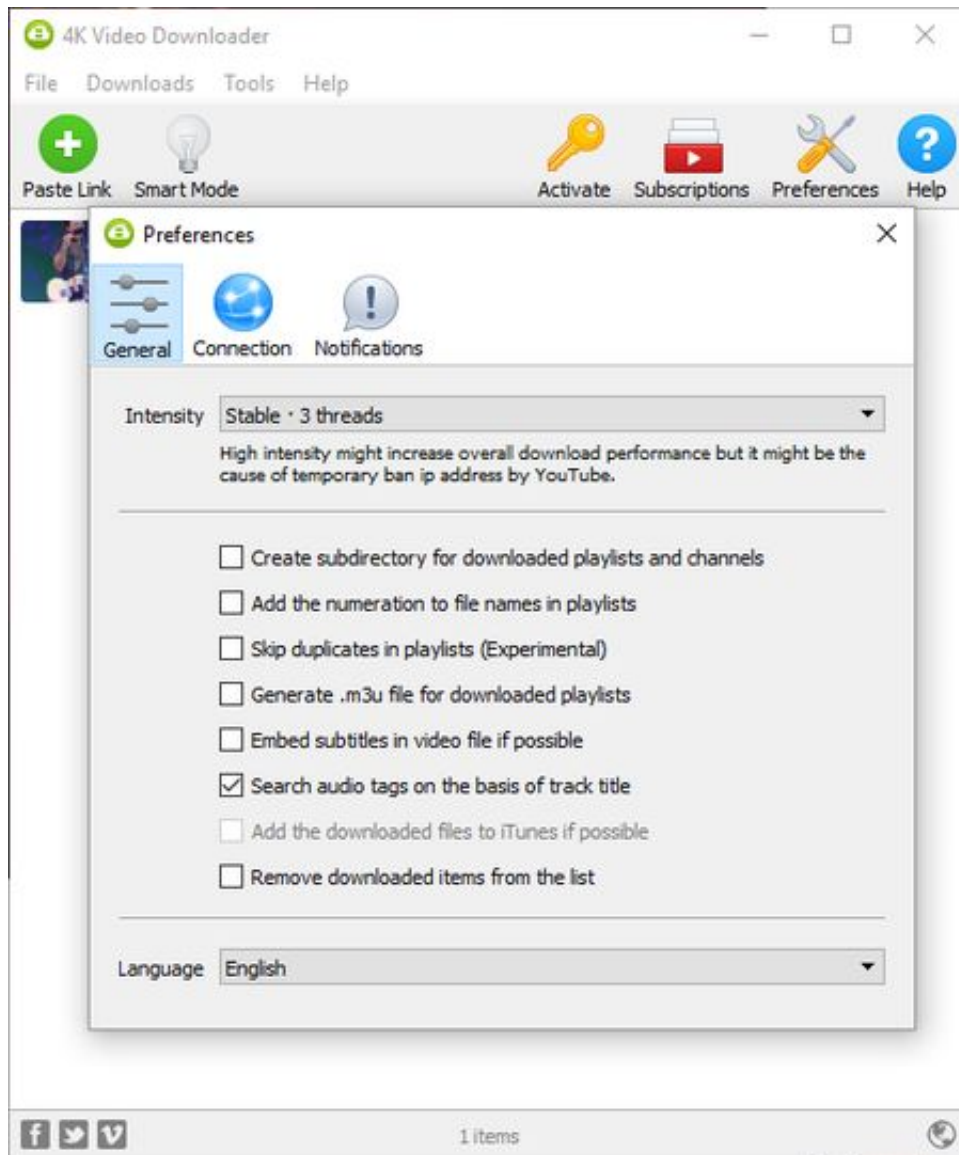 4K Video Downloader
File Downloads Tools Help
Paste Link Smart Mode Activate Subscriptions Preferences Help
Preferences
General Connection Notifications
Intensity Stable · 3 threads
High intensity might increase overall download performance but it might be the
cause of temporary ban ip address by YouTube.
Create subdirectory for downloaded playlists and channels
Add the numeration to file names in playlists
Skip duplicates in playlists (Experimental)
Generate .m3u file for downloaded playlists
Embed subtitles in video file if possible
Search audio tags on the basis of track title
Add the downloaded files to iTunes if possible
Remove downloaded items from the list
Language English
1 items